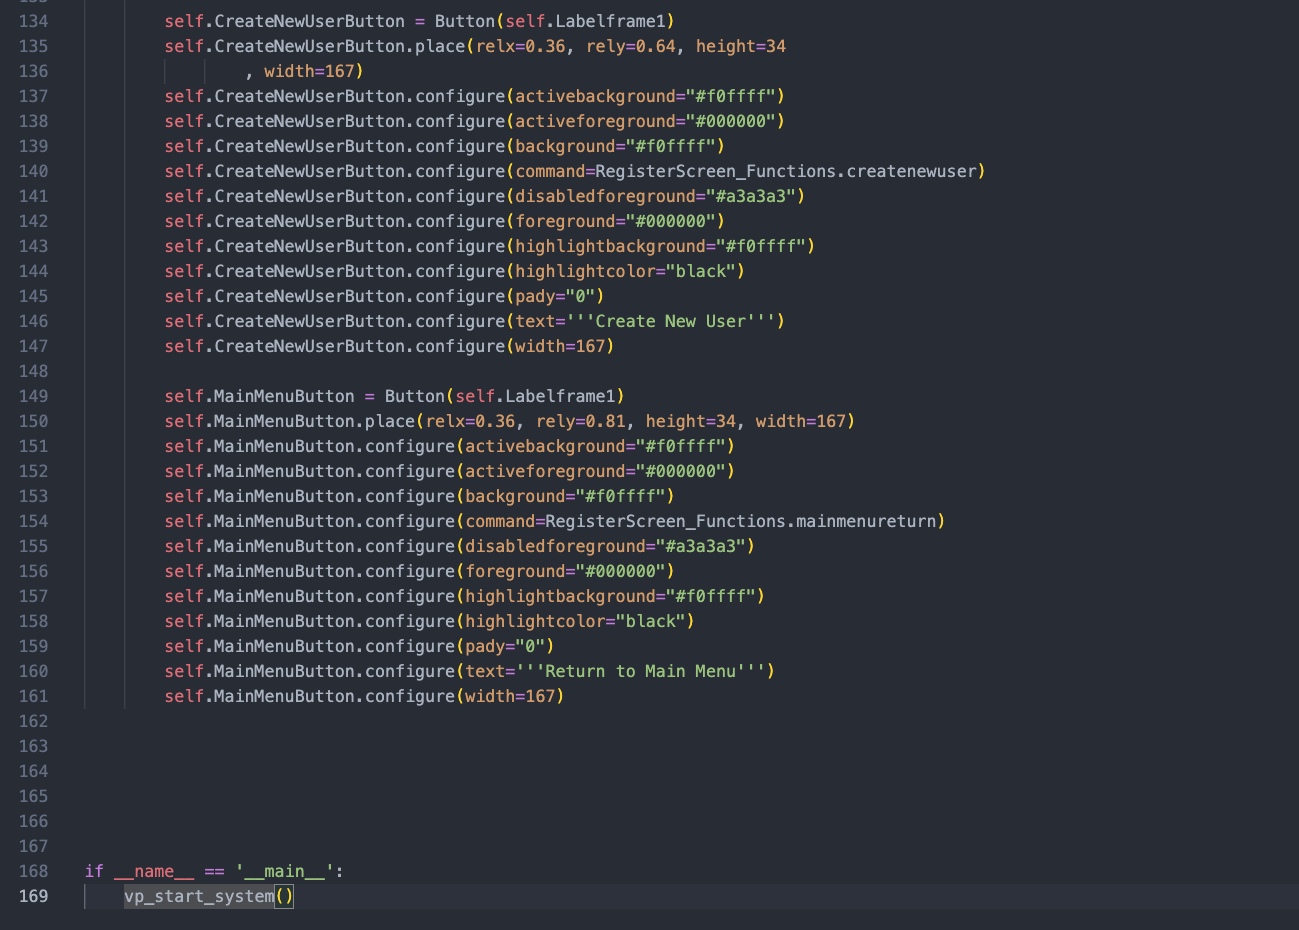 134 self.CreateNewUserButton = Button(self.Labelframe1)
135 self.CreateNewUserButton.place(relx=0.36, rely=0.64, height=34
136 , width=167)
137 self.CreateNewUserButton.configure(activebackground="#f0ffff")
138 self.CreateNewUserButton.configure(activeforeground="#000000")
139 self.CreateNewUserButton.configure(background="#f0ffff")
140 self.CreateNewUserButton.configure(command=RegisterScreen_Functions.createnewuser)
141 self.CreateNewUserButton.configure(disabledforeground="#a3a3a3")
142 self.CreateNewUserButton.configure(foreground="#000000")
143 self.CreateNewUserButton.configure(highlightbackground="#f0ffff")
144 self.CreateNewUserButton.configure(highlightcolor="black")
145 self.CreateNewUserButton.configure(pady="0")
146 self.CreateNewUserButton.configure(text='''Create New User''')
147 self.CreateNewUserButton.configure(width=167)
148
149 self.MainMenuButton = Button(self.Labelframe1)
150 self.MainMenuButton.place(relx=0.36, rely=0.81, height=34, width=167)
151 self.MainMenuButton.configure(activebackground="#f0ffff")
152 self.MainMenuButton.configure(activeforeground="#000000")
153 self.MainMenuButton.configure(background="#f0ffff")
154 self.MainMenuButton.configure(command=RegisterScreen_Functions.mainmenureturn)
155 self.MainMenuButton.configure(disabledforeground="#a3a3a3")
156 self.MainMenuButton.configure(foreground="#000000")
157 self.MainMenuButton.configure(highlightbackground="#f0ffff")
158 self.MainMenuButton.configure(highlightcolor="black")
159 self.MainMenuButton.configure(pady="0")
160 self.MainMenuButton.configure(text='''Return to Main Menu''')
161 self.MainMenuButton.configure(width=167)
162
163
164
165
166
167
168 if __name__ == '__main__':
169 vp_start_system()